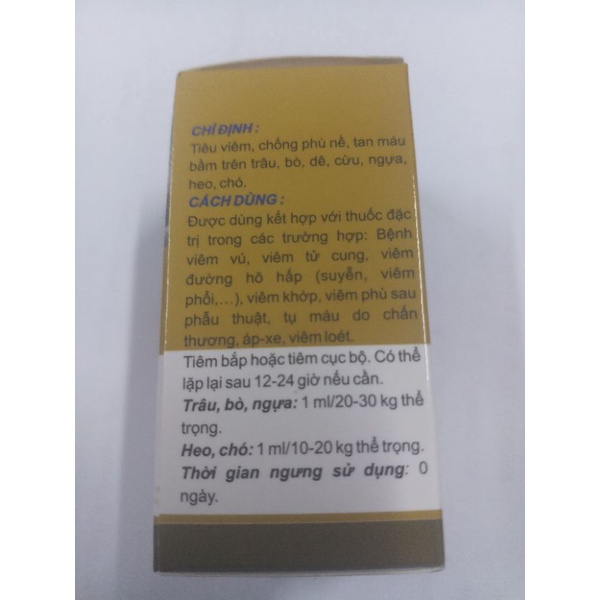 CHỈ ĐỊNH :
Tiêu viêm, chống phù nề, tan máu
bầm trên trâu, bò, dê, cừu, ngựa,
heo, chó.
CÁCH DÙNG :
Được dùng kết hợp với thuốc đặc
trị trong các trường hợp: Bệnh
viêm vú, viêm tử cung, viêm
đường hô hấp (suyễn, viêm
phổi,...), viêm khớp, viêm phù sau
phẫu thuật, tụ máu do chấn
thương, áp-xe, viêm loét.
Tiêm bắp hoặc tiêm cục bộ. Có thể
lặp lại sau 12-24 giờ nếu cần.
Trâu, bò, ngựa: 1 ml/20-30 kg thể
trọng.
Heo, chó: 1 ml/10-20 kg thể trọng.
Thời gian ngưng sử dụng: 0
ngày.